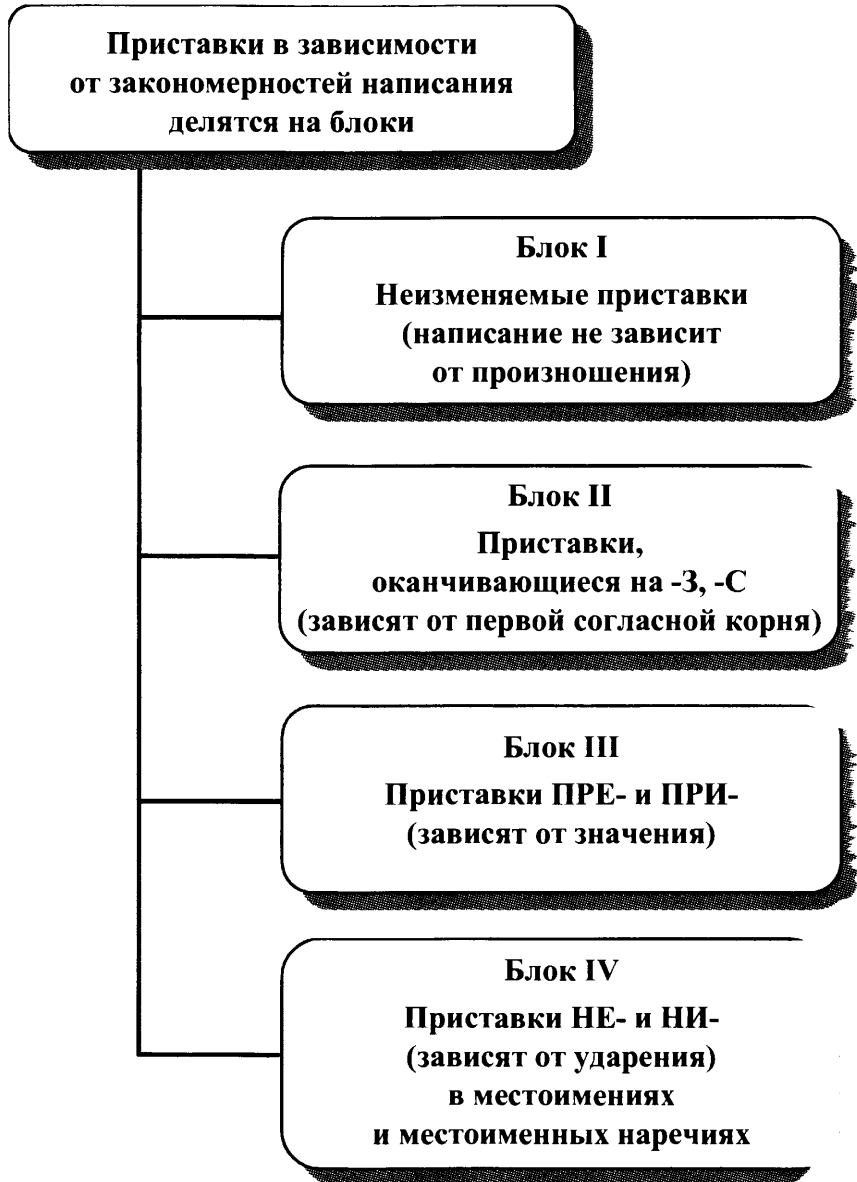 Приставки в зависимости
от закономерностей написания
делятся на блоки
Блок I
Неизменяемые приставки
(написание не зависит
от произношения)
Блок II
Приставки,
оканчивающиеся на -З, -С
(зависят от первой согласной корня)
Блок III
Приставки ПРЕ- и ПРИ-
(зависят от значения)
Блок IV
Приставки НЕ- и НИ-
(зависят от ударения)
в местоимениях
и местоименных наречиях